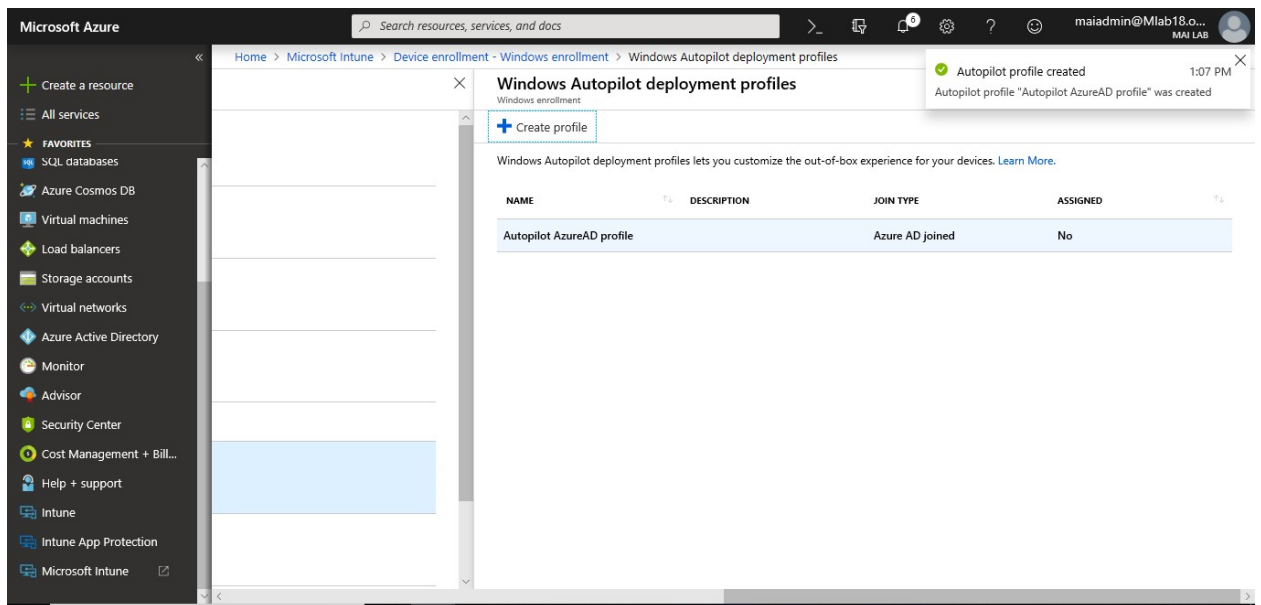 Microsoft Azure
Search resources, services, and docs
6
maiadmin@Mlab18.o...
MAI LAB
Home > Microsoft Intune > Device enrollment - Windows enrollment > Windows Autopilot deployment profiles
Autopilot profile created 1:07 PM
Autopilot profile "Autopilot AzureAD profile" was created
Create a resource
All services
FAVORITES
SQL databases
Azure Cosmos DB
Virtual machines
Load balancers
Storage accounts
Virtual networks
Azure Active Directory
Monitor
Advisor
Security Center
Cost Management + Bill...
Help + support
Intune
Intune App Protection
Microsoft Intune
Windows Autopilot deployment profiles
Windows enrollment
Create profile
Windows Autopilot deployment profiles lets you customize the out-of-box experience for your devices. Learn More.
NAME DESCRIPTION JOIN TYPE ASSIGNED
Autopilot AzureAD profile Azure AD joined No